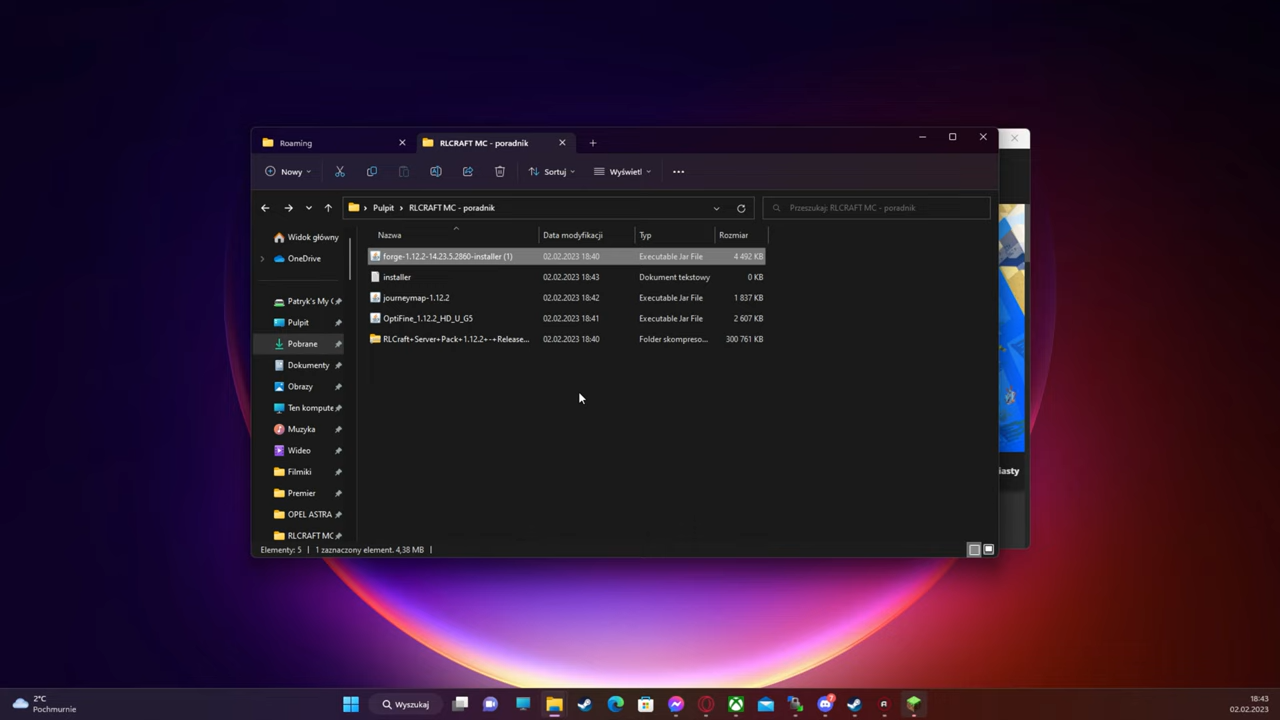 Roaming
RLCRAFT MC - poradnik
Nowy
Sortuj
Wyświetl
Pulpit > RLCRAFT MC - poradnik
Przeszukaj: RLCRAFT MC - poradnik
Nazwa Data modyfikacji Typ Rozmiar
forge-1.12.2-14.23.5.2860-installer (1) 02.02.2023 18:40 Executable Jar File 4 492 KB
installer 02.02.2023 18:43 Dokument tekstowy 0 KB
journeymap-1.12.2 02.02.2023 18:42 Executable Jar File 1 837 KB
OptiFine_1.12.2_HD_U_G5 02.02.2023 18:41 Executable Jar File 2 607 KB
RLCraft+Server+Pack+1.12.2+-+Release... 02.02.2023 18:40 Folder skompreso... 300 761 KB
Widok główny
OneDrive
Patryk's My (
Pulpit
Pobrane
Dokumenty
Obrazy
Ten kompute
Muzyka
Wideo
Filmiki
Premier
OPEL ASTRA
RLCRAFT MC
iasty
Elementy: 5 | 1 zaznaczony element. 4,38 MB |
2°C
Pochmurnie
Wyszukaj
7
18:43
02.02.2023